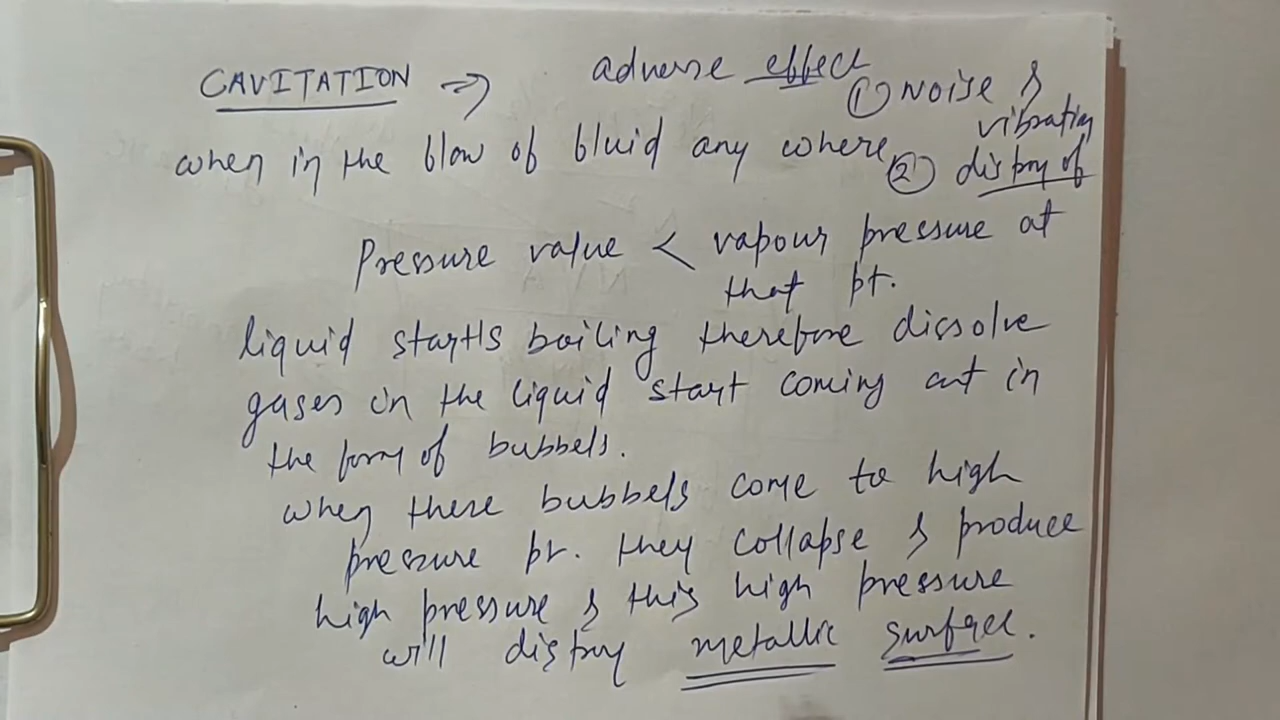 CAVITATION → adverse effect
① Noise &
vibration
when in the flow of fluid any where
② distroy of
Pressure value < vapour pressure at
that pt.
liquid starts boiling therefore dissolve
gases in the liquid start coming out in
the form of bubbels.
when these bubbels come to high
pressure pt. they collapse & produce
high pressure & this high pressure
will distroy metallic surface.